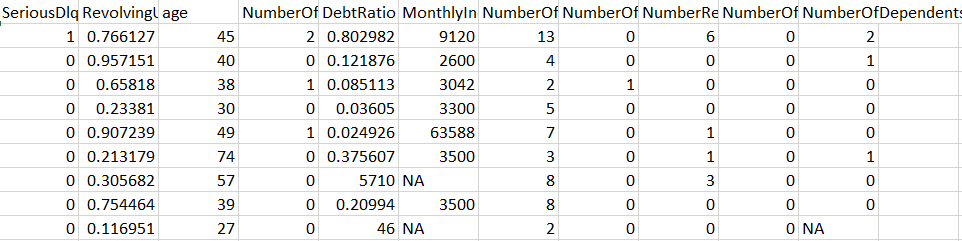 SeriousDlq RevolvingU age NumberOf DebtRatio MonthlyIn NumberOf NumberOf NumberRe NumberOf NumberOfDependents
1 0.766127 45 2 0.802982 9120 13 0 6 0 2
0 0.957151 40 0 0.121876 2600 4 0 0 0 1
0 0.65818 38 1 0.085113 3042 2 1 0 0 0
0 0.23381 30 0 0.03605 3300 5 0 0 0 0
0 0.907239 49 1 0.024926 63588 7 0 1 0 0
0 0.213179 74 0 0.375607 3500 3 0 1 0 1
0 0.305682 57 0 5710 NA 8 0 3 0 0
0 0.754464 39 0 0.20994 3500 8 0 0 0 0
0 0.116951 27 0 46 NA 2 0 0 0 NA